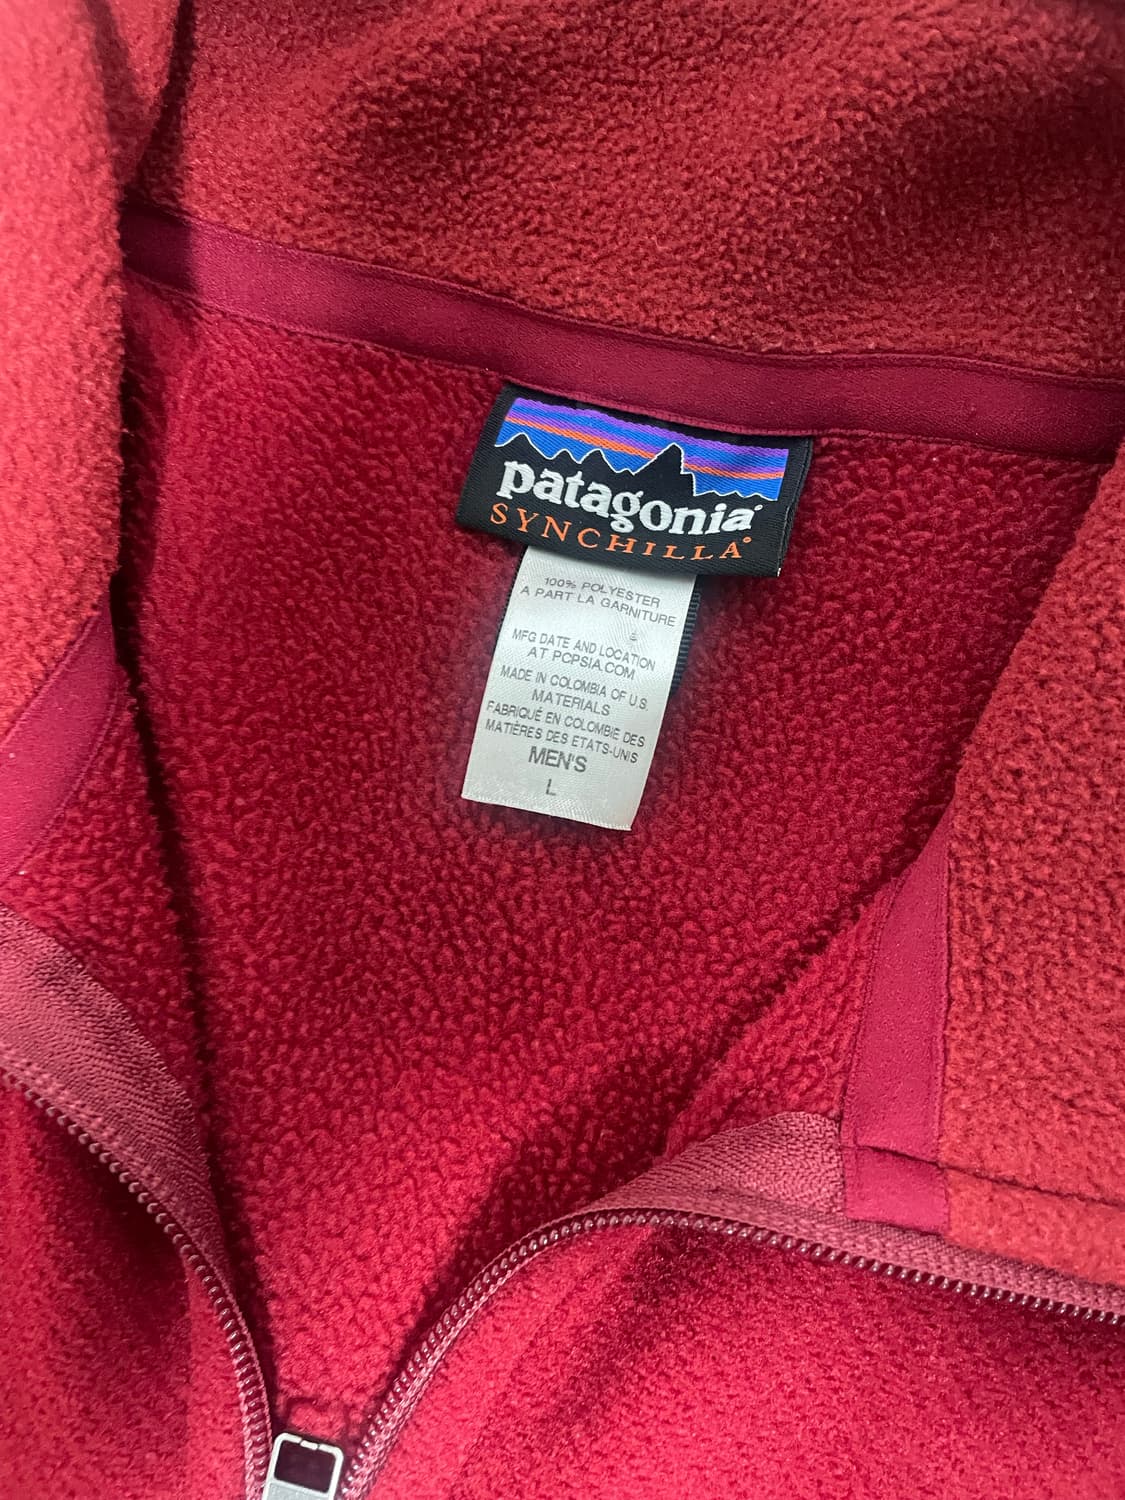 patagonia®
SYNCHILLA®
100% POLYESTER
A PART LA GARNITURE
MFG DATE AND LOCATION
AT PCPSIA.COM
MADE IN COLOMBIA OF U.S.
MATERIALS
FABRIQUÉ EN COLOMBIE DES
MATIÈRES DES ETATS-UNIS
MEN'S
L